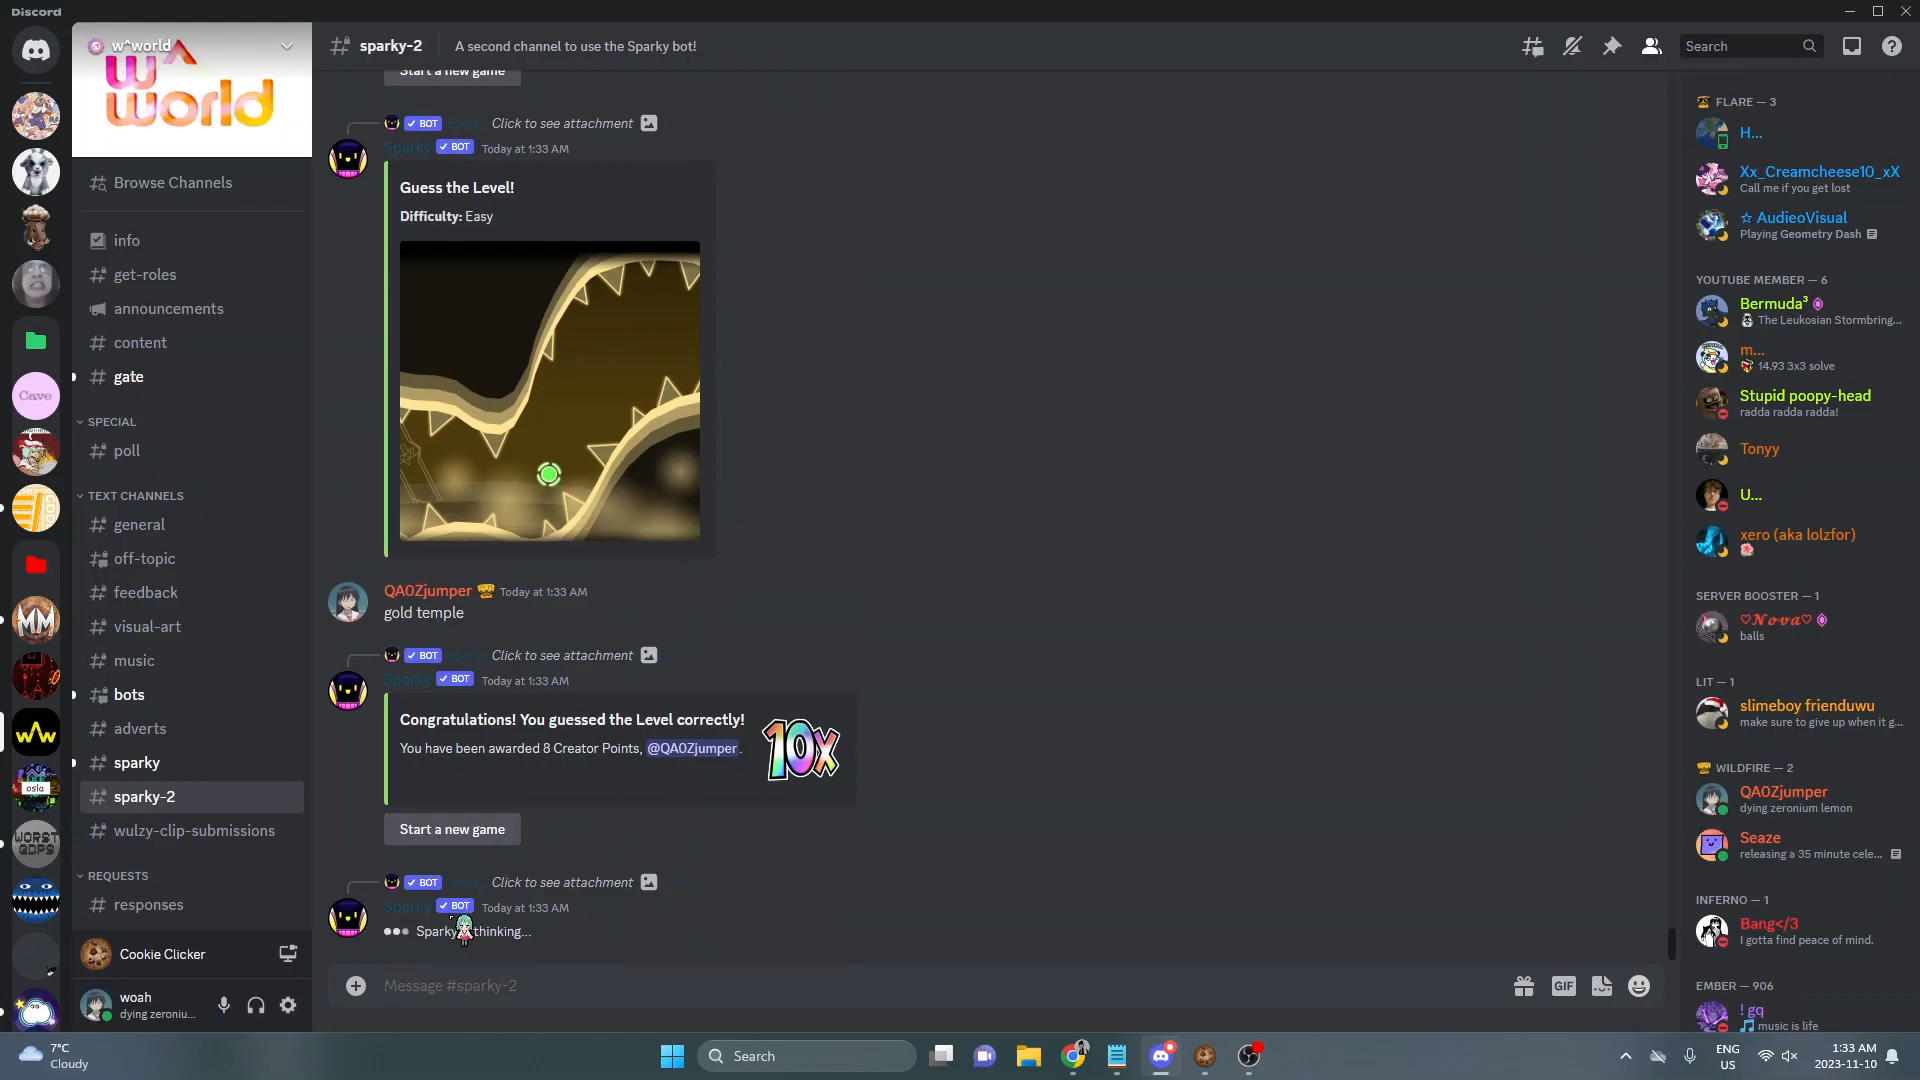 Discord
w^world
w^
world
Browse Channels
info
get-roles
announcements
content
gate
SPECIAL
poll
TEXT CHANNELS
general
off-topic
feedback
visual-art
music
bots
adverts
sparky
sparky-2
wulzy-clip-submissions
REQUESTS
responses
Cookie Clicker
woah
dying zeroniu...
Cave
MM
osla
WORST
GDPS
sparky-2
A second channel to use the Sparky bot!
Search
Start a new game
BOT Click to see attachment
Sparky BOT Today at 1:33 AM
Guess the Level!
Difficulty: Easy
QA0Zjumper Today at 1:33 AM
gold temple
BOT Click to see attachment
Sparky BOT Today at 1:33 AM
Congratulations! You guessed the Level correctly!
You have been awarded 8 Creator Points, @QA0Zjumper.
10x
Start a new game
BOT Click to see attachment
Sparky BOT Today at 1:33 AM
Sparky thinking...
Message #sparky-2
GIF
FLARE — 3
H...
Xx_Creamcheese10_xX
Call me if you get lost
☆ AudieoVisual
Playing Geometry Dash
YOUTUBE MEMBER — 6
Bermuda³
The Leukosian Stormbring...
m...
14.93 3x3 solve
Stupid poopy-head
radda radda radda!
Tonyy
U...
xero (aka lolzfor)
SERVER BOOSTER — 1
♡𝓝𝓸𝓿𝓪♡
balls
LIT — 1
slimeboy frienduwu
make sure to give up when it g...
WILDFIRE — 2
QA0Zjumper
dying zeronium lemon
Seaze
releasing a 35 minute cele...
INFERNO — 1
Bang</3
I gotta find peace of mind.
EMBER — 906
! gq
music is life
7°C
Cloudy
Search
ENG
US
1:33 AM
2023-11-10